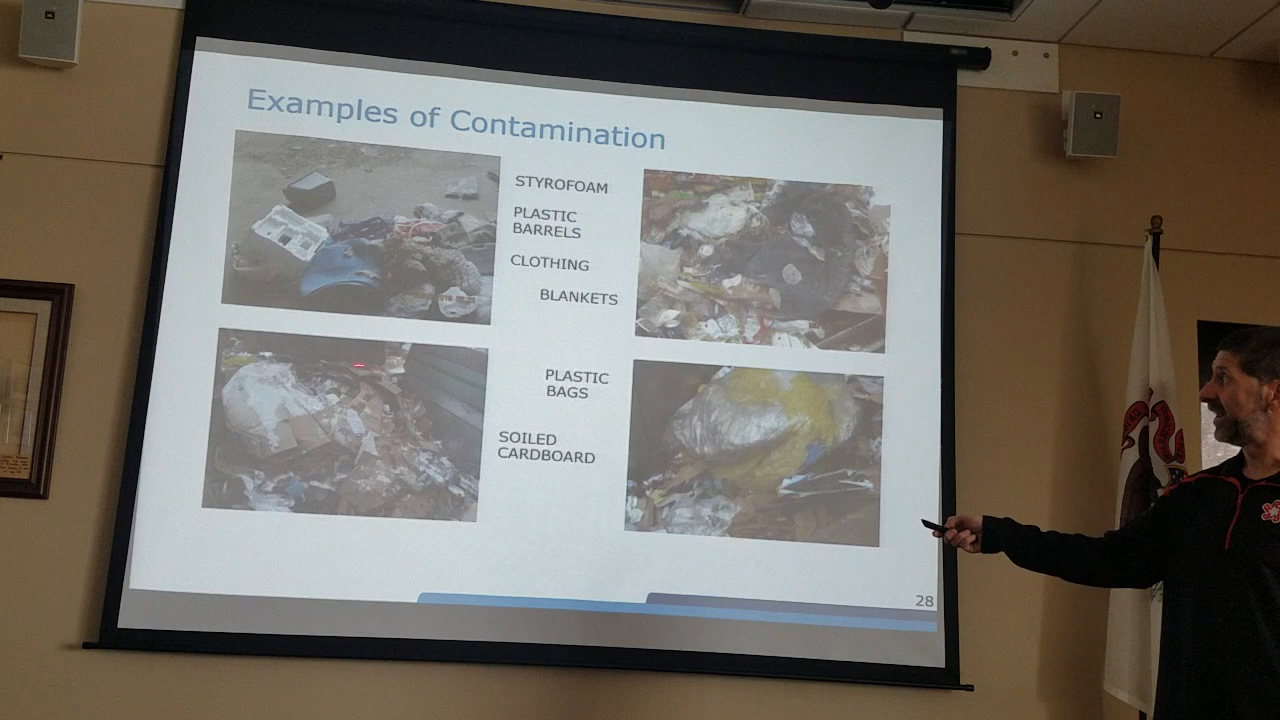 Examples of Contamination
STYROFOAM
PLASTIC
BARRELS
CLOTHING
BLANKETS
PLASTIC
BAGS
SOILED
CARDBOARD
28